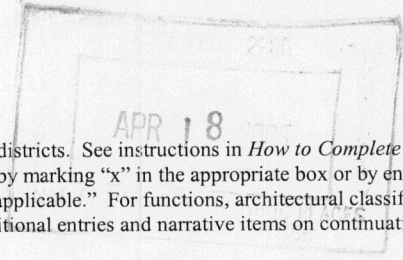 APR 18
districts. See instructions in How to Complete
by marking “x” in the appropriate box or by en
applicable.” For functions, architectural classif
itional entries and narrative items on continuati